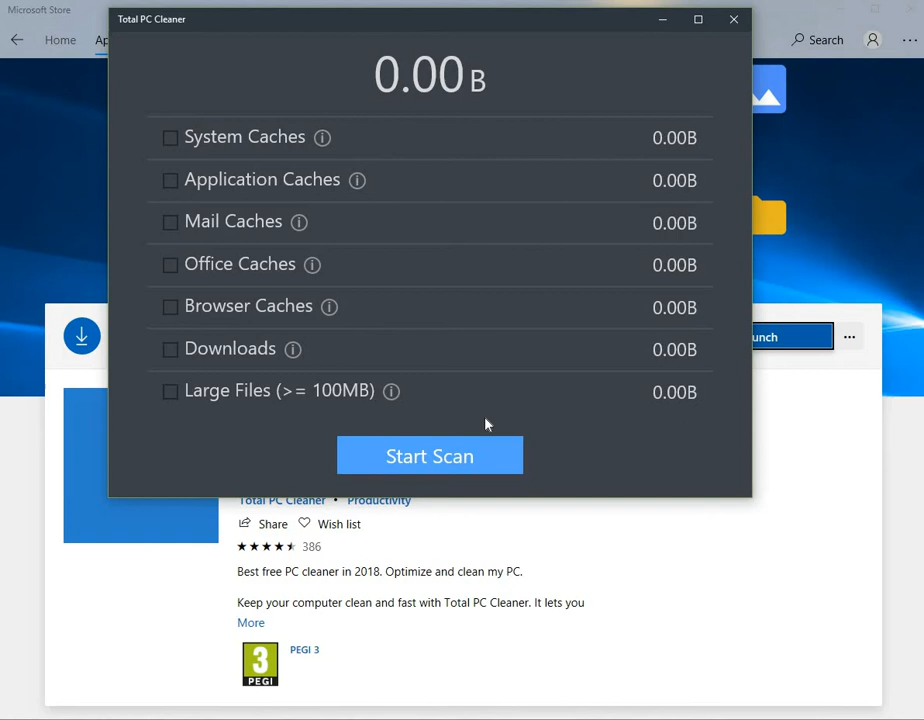 Microsoft Store
Total PC Cleaner
Home
Ap
Search
0.00 B
System Caches 0.00B
Application Caches 0.00B
Mail Caches 0.00B
Office Caches 0.00B
Browser Caches 0.00B
Downloads 0.00B
Large Files (>= 100MB) 0.00B
unch
Start Scan
Total PC Cleaner • Productivity
Share Wish list
386
Best free PC cleaner in 2018. Optimize and clean my PC.
Keep your computer clean and fast with Total PC Cleaner. It lets you
More
3
PEGI
PEGI 3